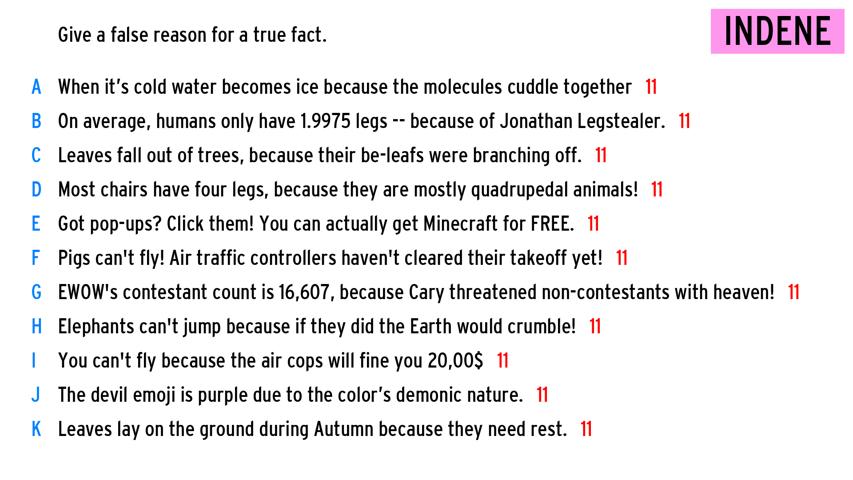 Give a false reason for a true fact.
INDENE
A When it's cold water becomes ice because the molecules cuddle together 11
B On average, humans only have 1.9975 legs -- because of Jonathan Legstealer. 11
C Leaves fall out of trees, because their be-leafs were branching off. 11
D Most chairs have four legs, because they are mostly quadrupedal animals! 11
E Got pop-ups? Click them! You can actually get Minecraft for FREE. 11
F Pigs can't fly! Air traffic controllers haven't cleared their takeoff yet! 11
G EWOW's contestant count is 16,607, because Cary threatened non-contestants with heaven! 11
H Elephants can't jump because if they did the Earth would crumble! 11
I You can't fly because the air cops will fine you 20,00$ 11
J The devil emoji is purple due to the color's demonic nature. 11
K Leaves lay on the ground during Autumn because they need rest. 11